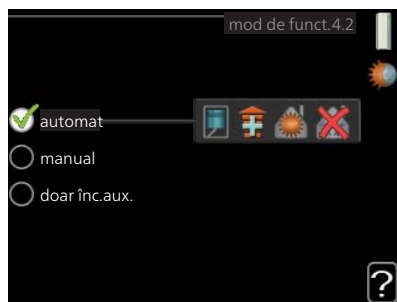 mod de funct.4.2
automat
manual
doar înc.aux.
?